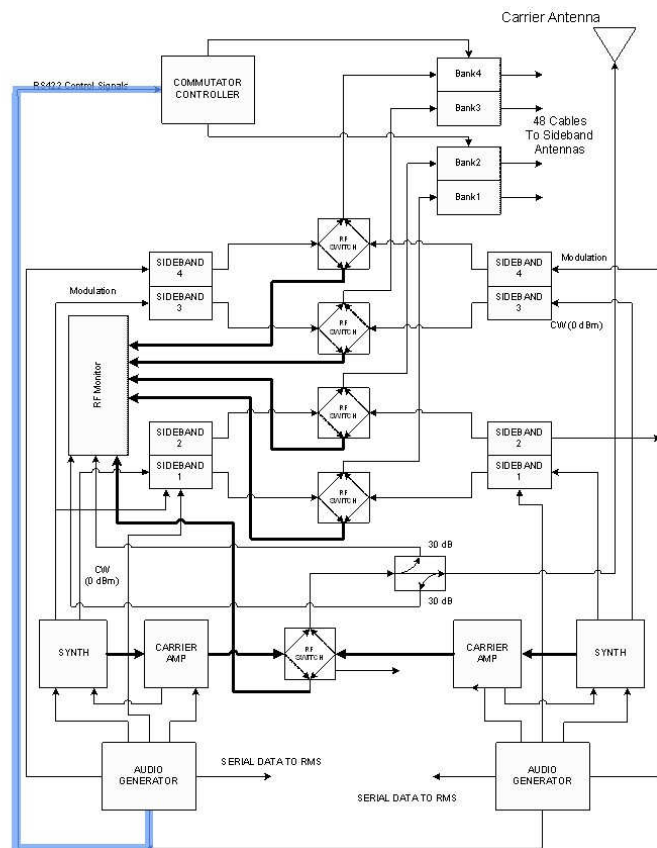 Carrier Antenna
RS422 Control Signals
COMMUTATOR
CONTROLLER
Bank4
Bank3
48 Cables
To Sideband
Antennas
Bank2
Bank1
SIDEBAND
4
SIDEBAND
3
RF
SWITCH
SIDEBAND
4
SIDEBAND
3
Modulation
Modulation
CW (0 dBm)
RF Monitor
RF
SWITCH
RF
SWITCH
SIDEBAND
2
SIDEBAND
1
SIDEBAND
2
SIDEBAND
1
RF
SWITCH
30 dB
CW
(0 dBm)
30 dB
SYNTH
CARRIER
AMP
RF
SWITCH
CARRIER
AMP
SYNTH
AUDIO
GENERATOR
SERIAL DATA TO RMS
SERIAL DATA TO RMS
AUDIO
GENERATOR